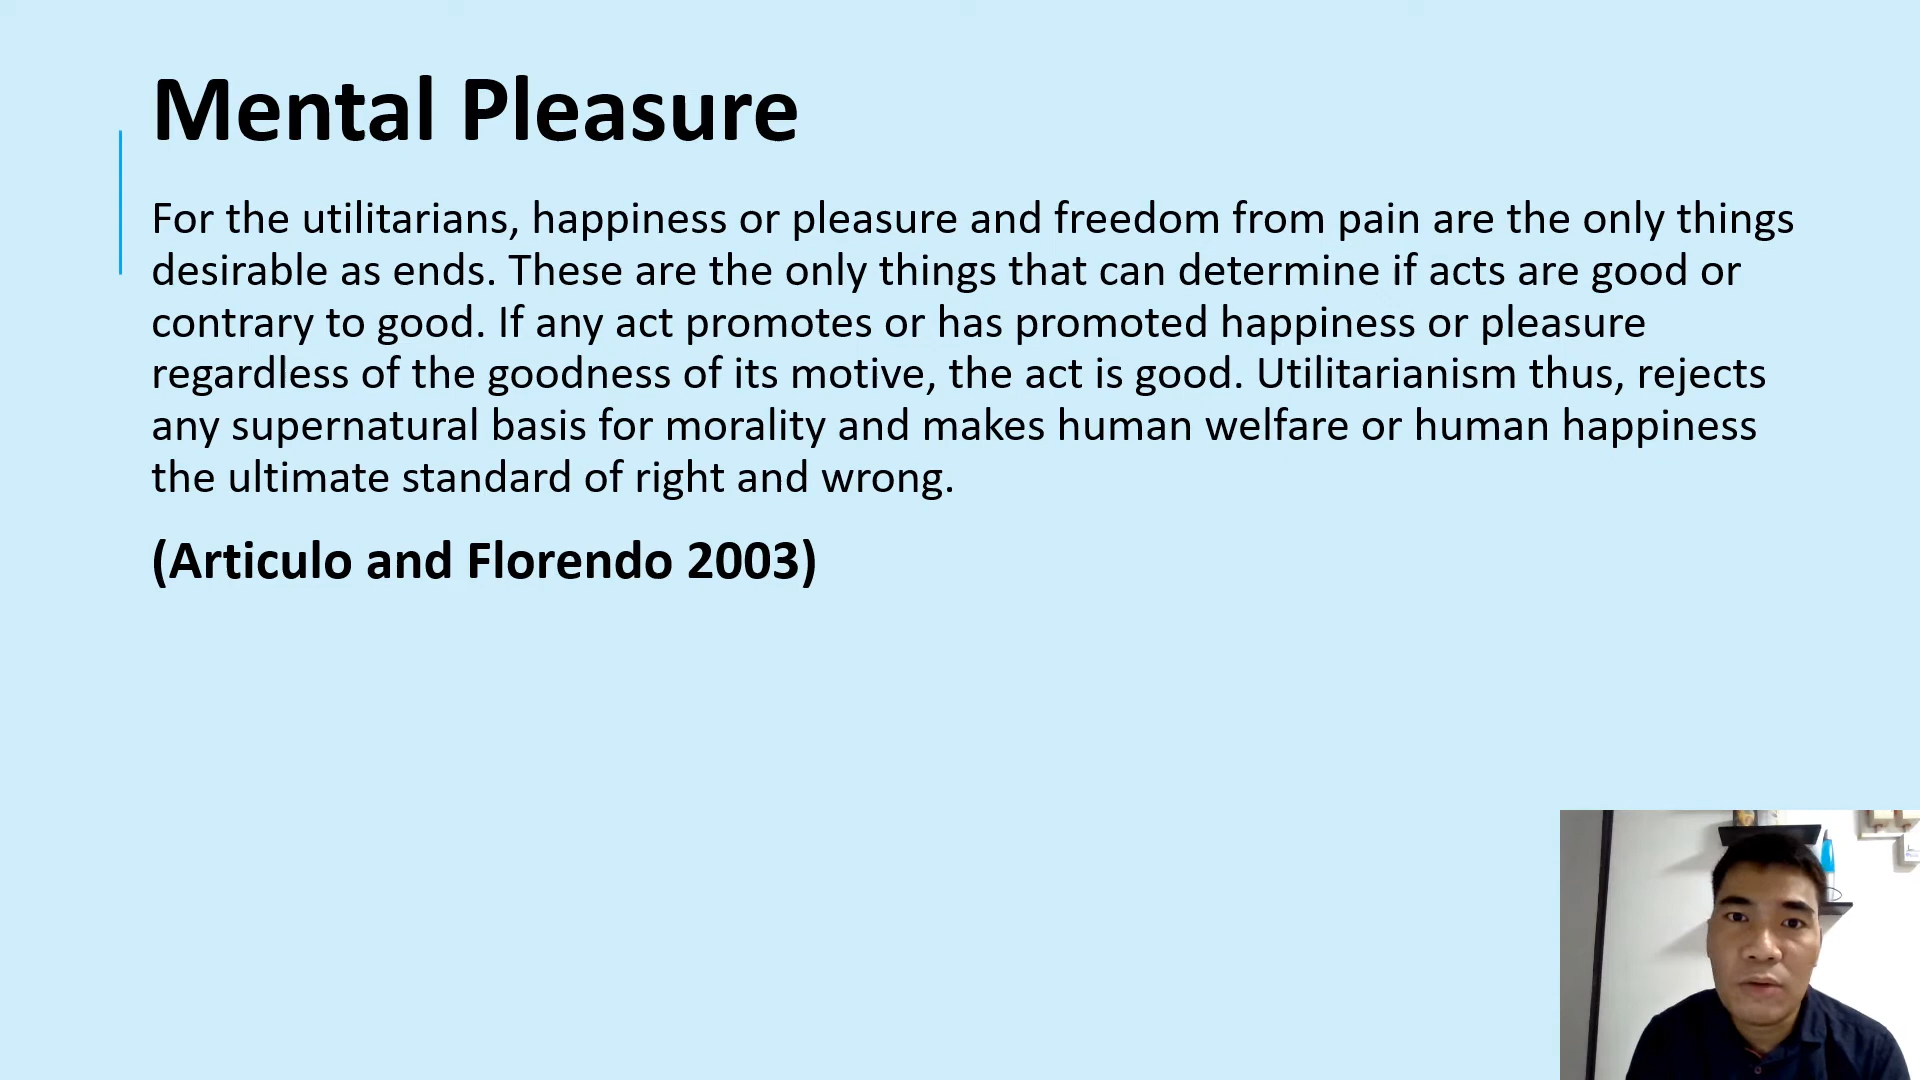 Mental Pleasure
For the utilitarians, happiness or pleasure and freedom from pain are the only things
desirable as ends. These are the only things that can determine if acts are good or
contrary to good. If any act promotes or has promoted happiness or pleasure
regardless of the goodness of its motive, the act is good. Utilitarianism thus, rejects
any supernatural basis for morality and makes human welfare or human happiness
the ultimate standard of right and wrong.
(Articulo and Florendo 2003)